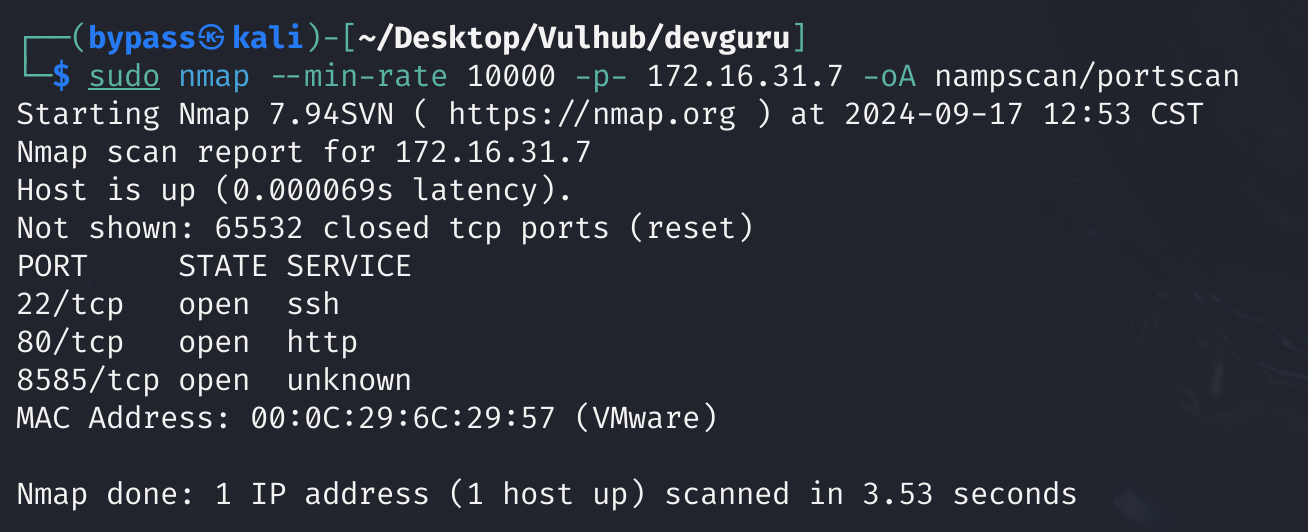 ┌──(bypass㉿kali)-[~/Desktop/Vulhub/devguru]
└─$ sudo nmap --min-rate 10000 -p- 172.16.31.7 -oA nampscan/portscan
Starting Nmap 7.94SVN ( https://nmap.org ) at 2024-09-17 12:53 CST
Nmap scan report for 172.16.31.7
Host is up (0.000069s latency).
Not shown: 65532 closed tcp ports (reset)
PORT     STATE SERVICE
22/tcp   open  ssh
80/tcp   open  http
8585/tcp open  unknown
MAC Address: 00:0C:29:6C:29:57 (VMware)
Nmap done: 1 IP address (1 host up) scanned in 3.53 seconds